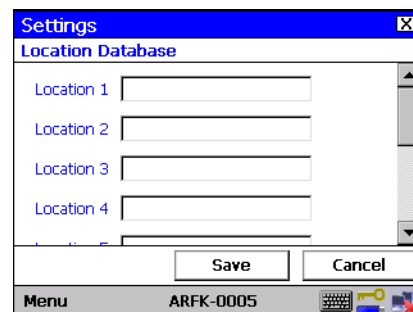 Settings
Location Database
Location 1
Location 2
Location 3
Location 4
Save Cancel
Menu ARFK-0005